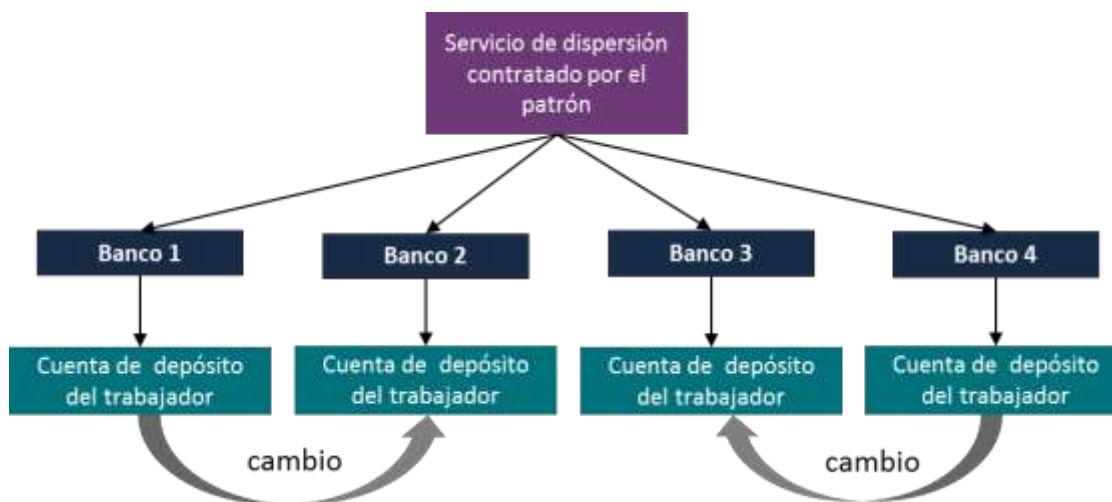 Servicio de dispersión
contratado por el
patrón
Banco 1
Banco 2
Banco 3
Banco 4
Cuenta de depósito
del trabajador
Cuenta de depósito
del trabajador
Cuenta de depósito
del trabajador
Cuenta de depósito
del trabajador
cambio
cambio